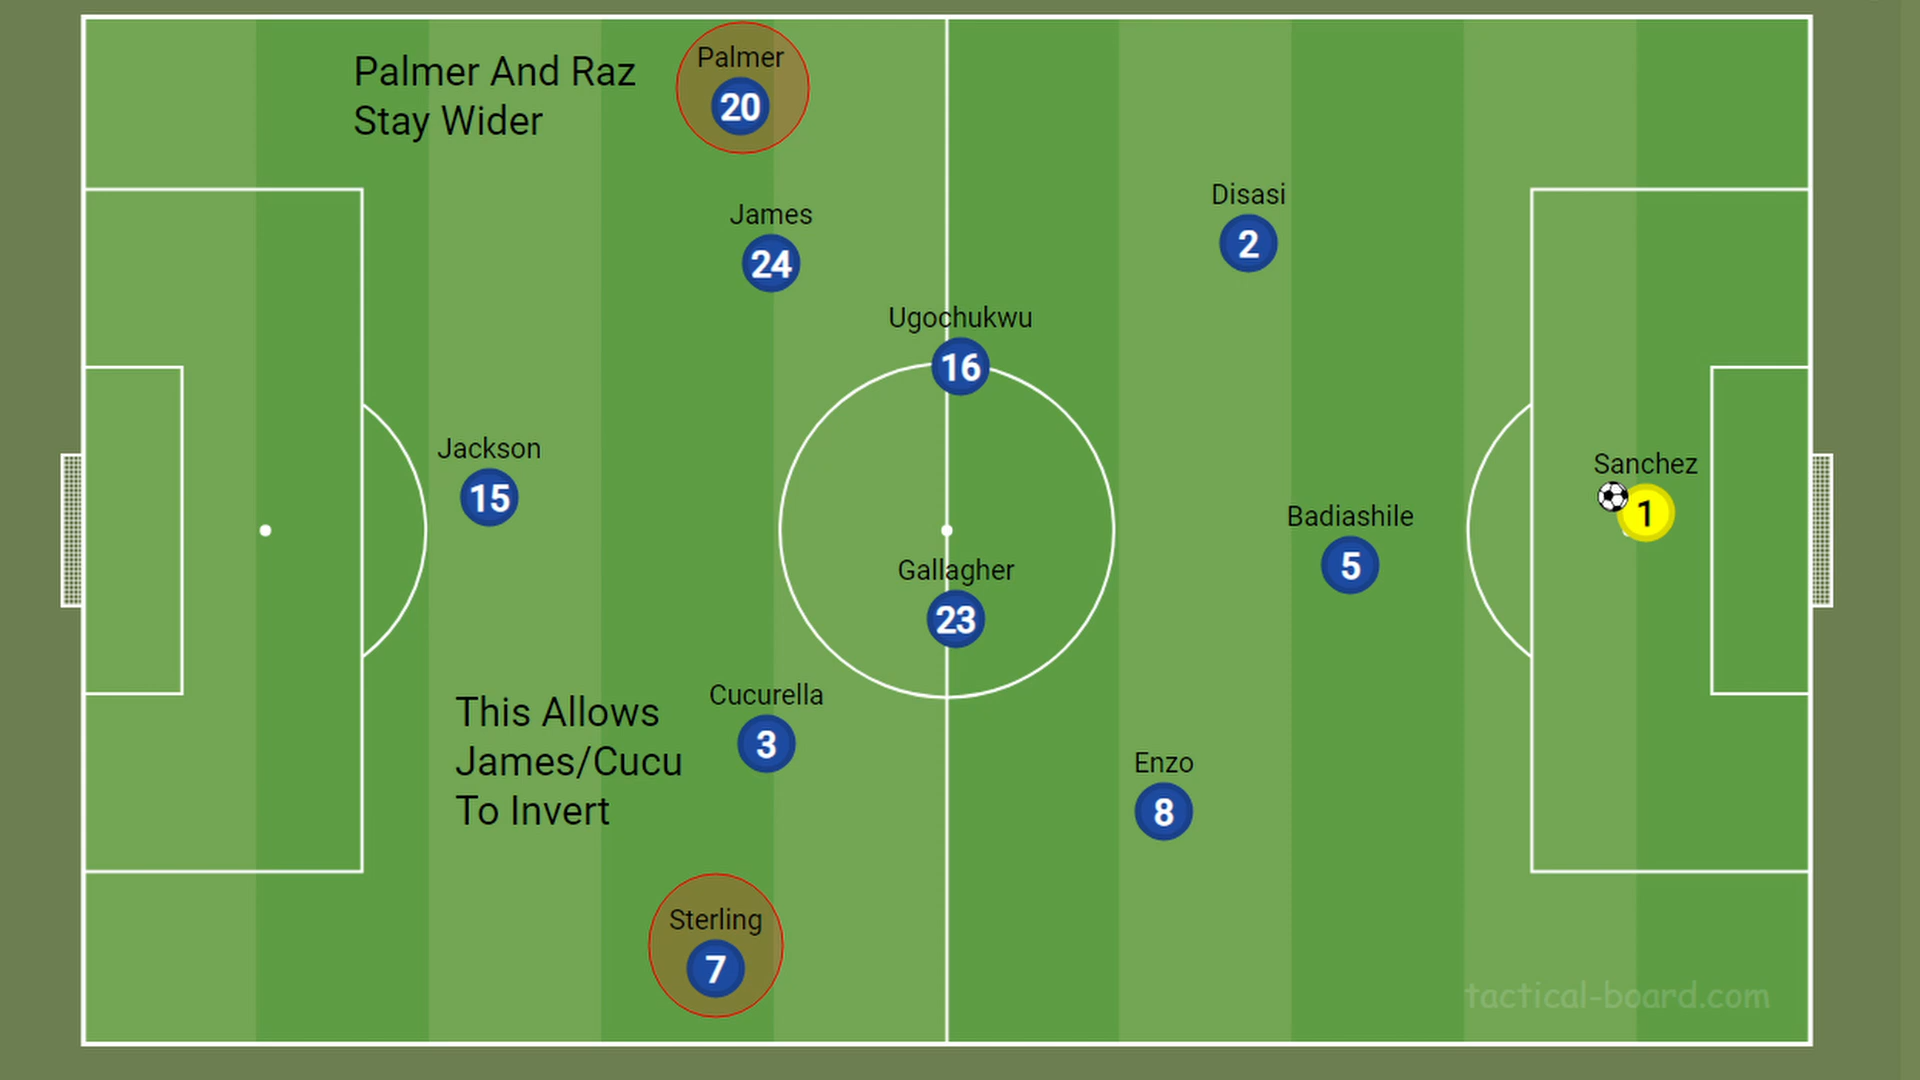 Palmer
20
Palmer And Raz
Stay Wider
James
24
Disasi
2
Ugochukwu
16
Jackson
15
Sanchez
1
Badiashile
5
Gallagher
23
Cucurella
3
This Allows
James/Cucu
To Invert
Enzo
8
Sterling
7
tactical-board.com